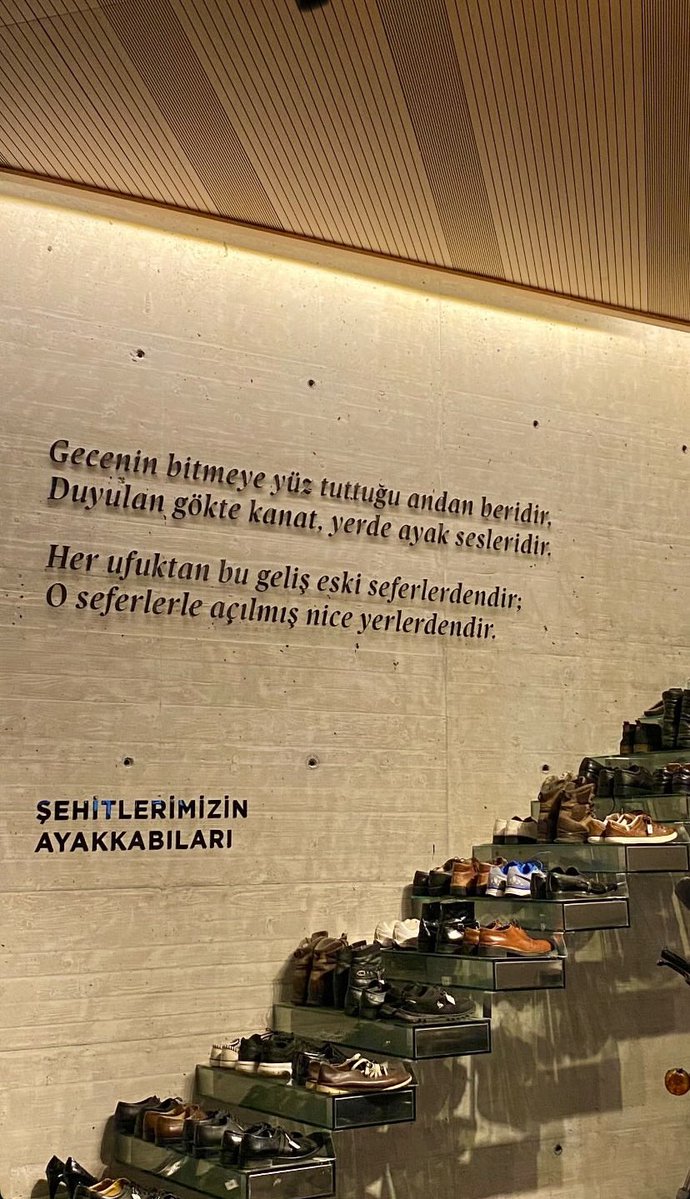 Gecenin bitmeye yüz tuttuğu andan beridir,
Duyulan gökte kanat, yerde ayak sesleridir.
Her ufuktan bu geliş eski seferlerdendir;
O seferlerle açılmış nice yerlerdendir.
ŞEHİTLERİMİZİN
AYAKKABILARI